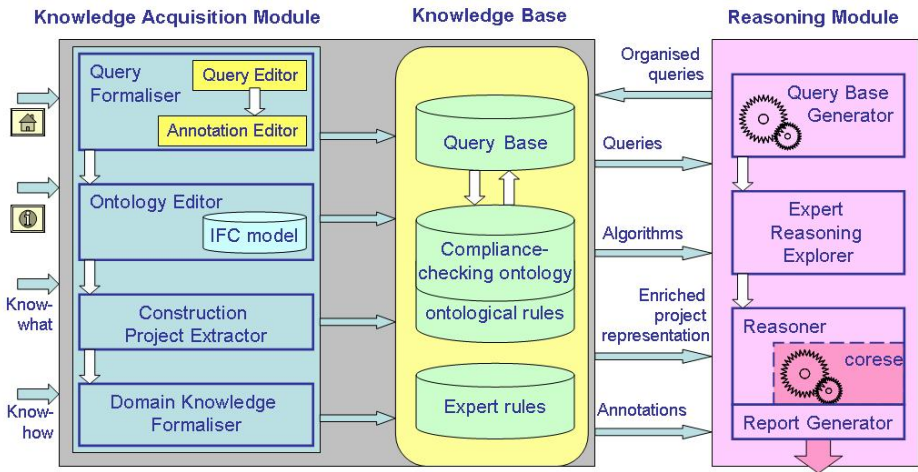 Knowledge Acquisition Module
Knowledge Base
Reasoning Module
Query
Formaliser
Query Editor
Annotation Editor
Ontology Editor
IFC model
Construction
Project Extractor
Domain Knowledge
Formaliser
Know-
what
Know-
how
Query Base
Compliance-
checking ontology
ontological rules
Expert rules
Organised
queries
Queries
Algorithms
Enriched
project
representation
Annotations
Query Base
Generator
Expert
Reasoning
Explorer
Reasoner
corese
Report Generator